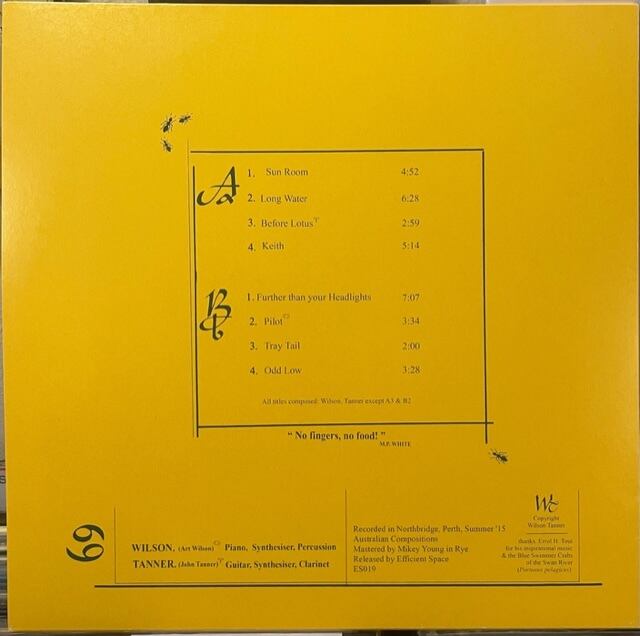 A
1. Sun Room 4:52
2. Long Water 6:28
3. Before Lotus 2:59
4. Keith 5:14
B
1. Further than your Headlights 7:07
2. Pilot 3:34
3. Tray Tail 2:00
4. Odd Low 3:28
All titles composed: Wilson, Tanner except A3 & B2
“ No fingers, no food! ”
M.P. WHITE
69
WILSON. (Art Wilson) Piano, Synthesiser, Percussion
TANNER. (John Tanner) Guitar, Synthesiser, Clarinet
Recorded in Northbridge, Perth, Summer '15
Australian Compositions
Mastered by Mikey Young in Rye
Released by Efficient Space
ES019
Copyright
Wilson Tanner
thanks, Errol H. Tout
for his inspirational music
& the Blue Swimmer Crabs
of the Swan River
(Portunus pelagicus)